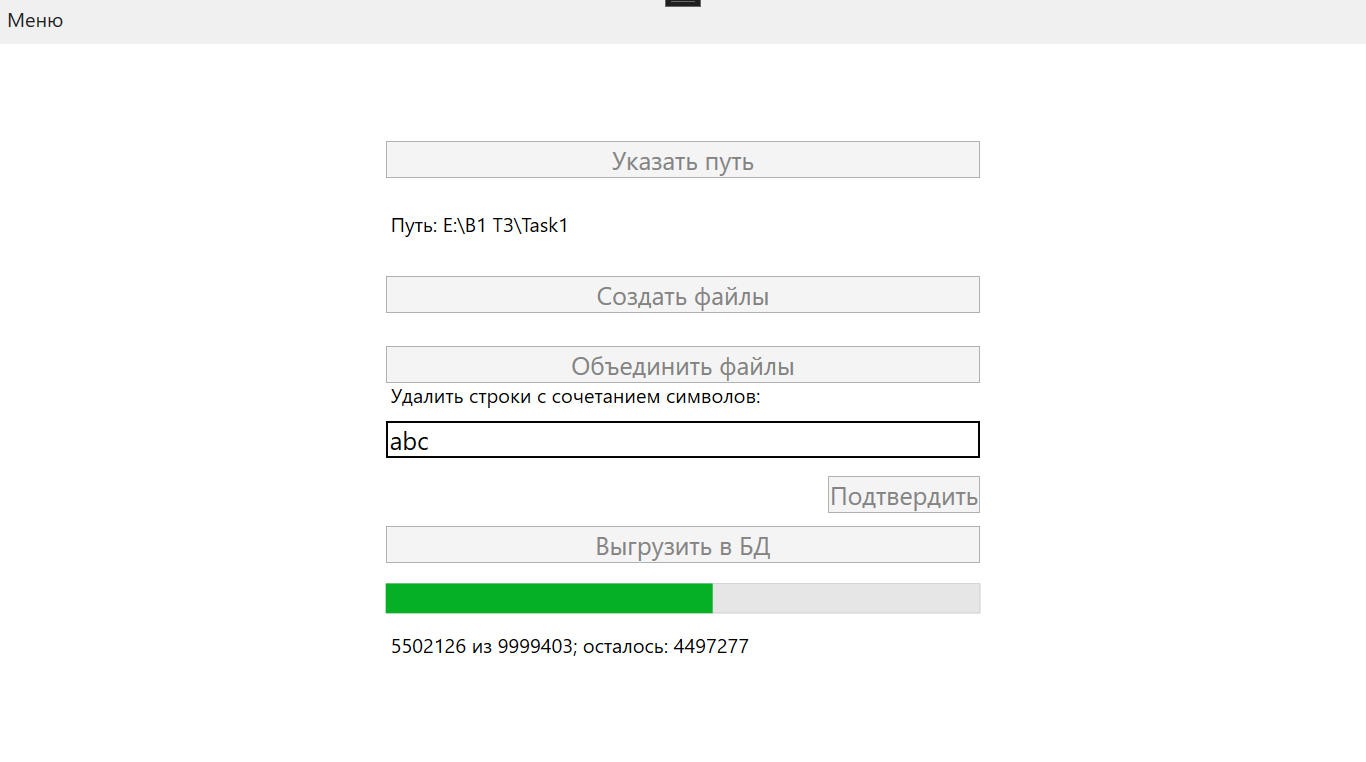 Меню
Указать путь
Путь: E:\B1 ТЗ\Task1
Создать файлы
Объединить файлы
Удалить строки с сочетанием символов:
abc
Подтвердить
Выгрузить в БД
5502126 из 9999403; осталось: 4497277